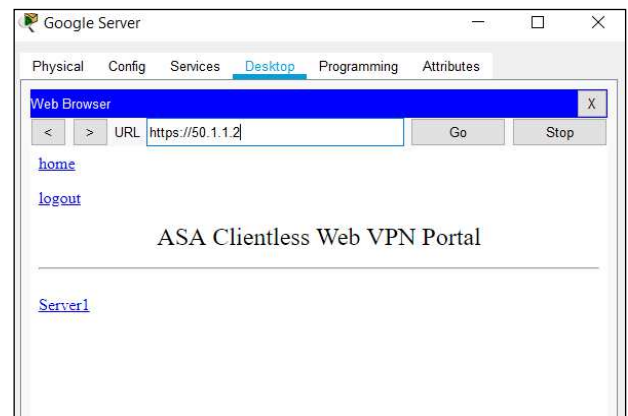 Google Server
Physical Config Services Desktop Programming Attributes
Web Browser X
< > URL https://50.1.1.2 Go Stop
home
logout
ASA Clientless Web VPN Portal
Server1